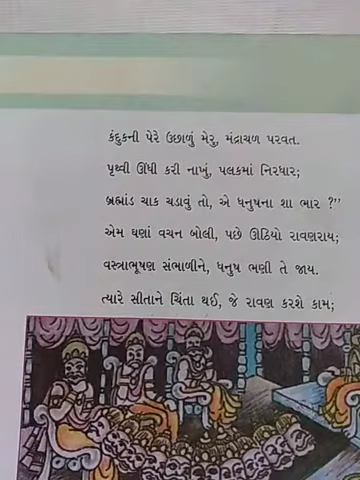 કંદુકની પેરે ઉછાળું મેરુ, મંદ્રાચળ પરવત.
પૃથ્વી ઊંધી કરી નાખું, પલકમાં નિરધાર;
બ્રહ્માંડ ચાક ચડાવું તો, એ ધનુષના શા ભાર ?”
એમ ઘણાં વચન બોલી, પછે ઊઠિયો રાવણરાય;
વસ્ત્રાભૂષણ સંભાળીને, ધનુષ ભણી તે જાય.
ત્યારે સીતાને ચિંતા થઈ, જે રાવણ કરશે કામ;